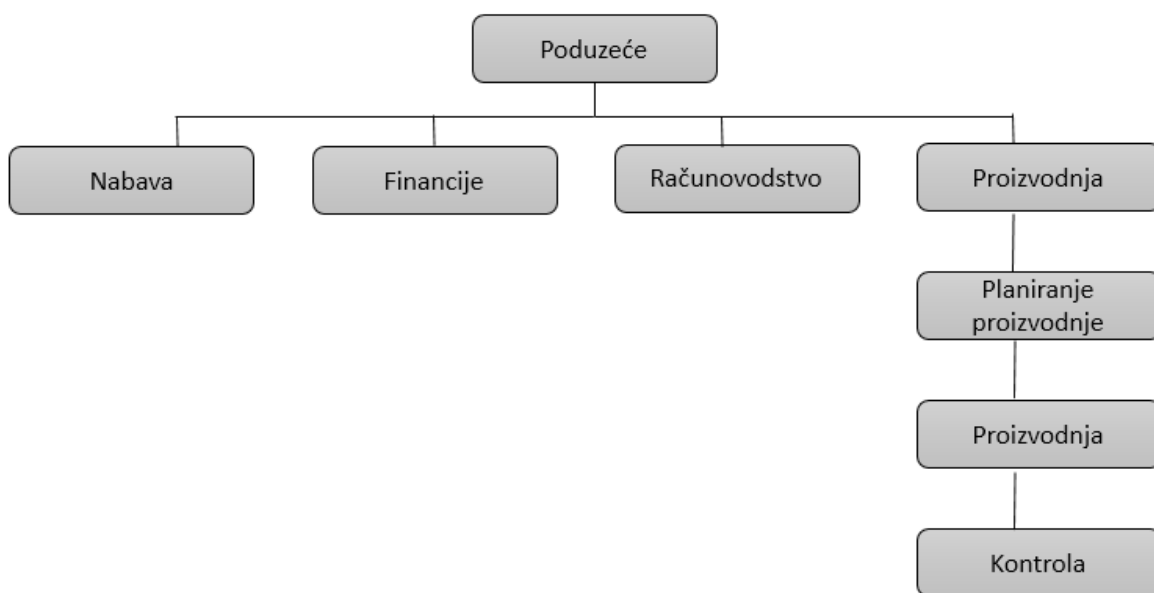 Poduzeće
Nabava
Financije
Računovodstvo
Proizvodnja
Planiranje
proizvodnje
Proizvodnja
Kontrola